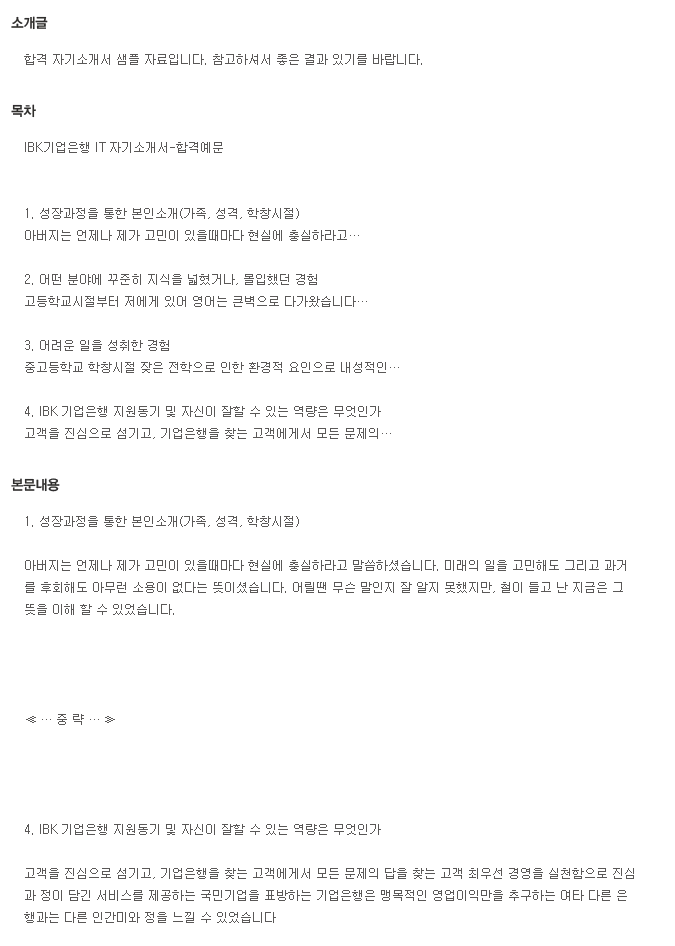 소개글
합격 자기소개서 샘플 자료입니다. 참고하셔서 좋은 결과 있기를 바랍니다.
목차
IBK기업은행 IT 자기소개서-합격예문
1. 성장과정을 통한 본인소개(가족, 성격, 학창시절)
아버지는 언제나 제가 고민이 있을때마다 현실에 충실하라고…
2. 어떤 분야에 꾸준히 지식을 넓혔거나, 몰입했던 경험
고등학교시절부터 저에게 있어 영어는 큰벽으로 다가왔습니다…
3. 어려운 일을 성취한 경험
중고등학교 학창시절 잦은 전학으로 인한 환경적 요인으로 내성적인…
4. IBK 기업은행 지원동기 및 자신이 잘할 수 있는 역량은 무엇인가
고객을 진심으로 섬기고, 기업은행을 찾는 고객에게서 모든 문제의…
본문내용
1. 성장과정을 통한 본인소개(가족, 성격, 학창시절)
아버지는 언제나 제가 고민이 있을때마다 현실에 충실하라고 말씀하셨습니다. 미래의 일을 고민해도 그리고 과거
를 후회해도 아무런 소용이 없다는 뜻이셨습니다. 어릴땐 무슨 말인지 잘 알지 못했지만, 철이 들고 난 지금은 그
뜻을 이해 할 수 있었습니다.
≪ … 중 략 … ≫
4. IBK 기업은행 지원동기 및 자신이 잘할 수 있는 역량은 무엇인가
고객을 진심으로 섬기고, 기업은행을 찾는 고객에게서 모든 문제의 답을 찾는 고객 최우선 경영을 실현함으로 진심
과 정이 담긴 서비스를 제공하는 국민기업을 표방하는 기업은행은 맹목적인 영업이익만을 추구하는 여타 다른 은
행과는 다른 인간미와 정을 느낄 수 있었습니다